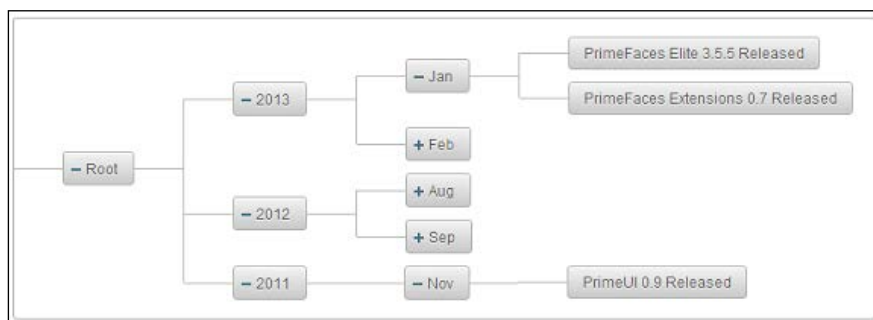 PrimeFaces Elite 3.5.5 Released
− Jan
− 2013
PrimeFaces Extensions 0.7 Released
+ Feb
− Root
+ Aug
− 2012
+ Sep
− 2011
− Nov
PrimeUI 0.9 Released